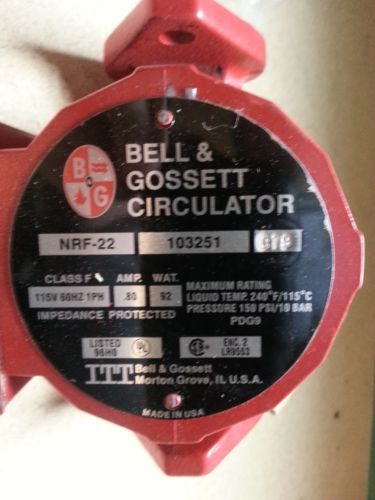 B G
BELL &
GOSSETT
CIRCULATOR
NRF-22 103251
CLASS F AMP. WAT.
115V 60HZ 1PH .80 92
IMPEDANCE PROTECTED
MAXIMUM RATING
LIQUID TEMP. 240°F/115°C
PRESSURE 150 PSI/10 BAR
PDG9
LISTED
96H0 UL
ENC. 2
LR9553
ITT Bell & Gossett
Morton Grove, IL U.S.A.
MADE IN USA